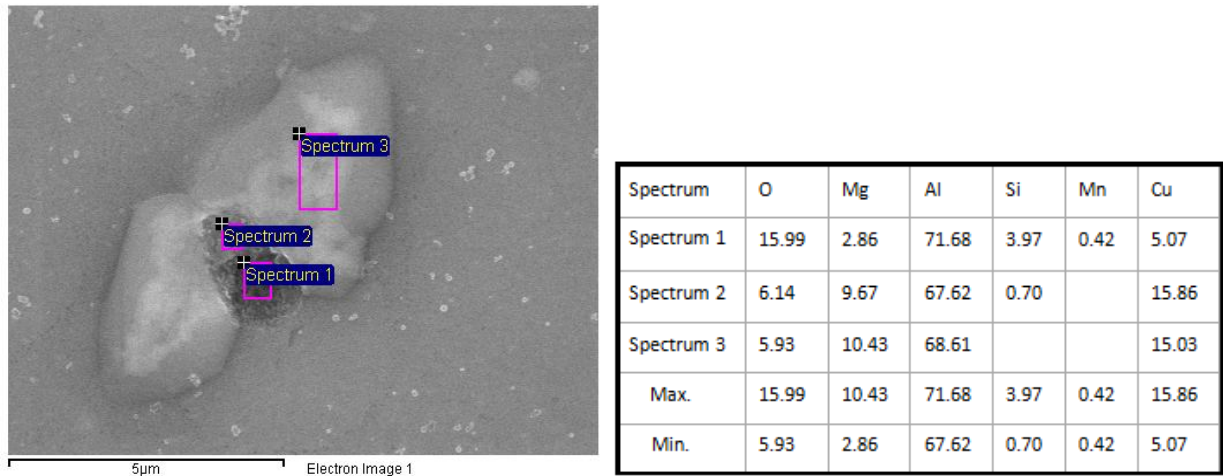 Spectrum 3
Spectrum 2
Spectrum 1
5µm Electron Image 1
Spectrum O Mg Al Si Mn Cu
Spectrum 1 15.99 2.86 71.68 3.97 0.42 5.07
Spectrum 2 6.14 9.67 67.62 0.70 15.86
Spectrum 3 5.93 10.43 68.61 15.03
Max. 15.99 10.43 71.68 3.97 0.42 15.86
Min. 5.93 2.86 67.62 0.70 0.42 5.07